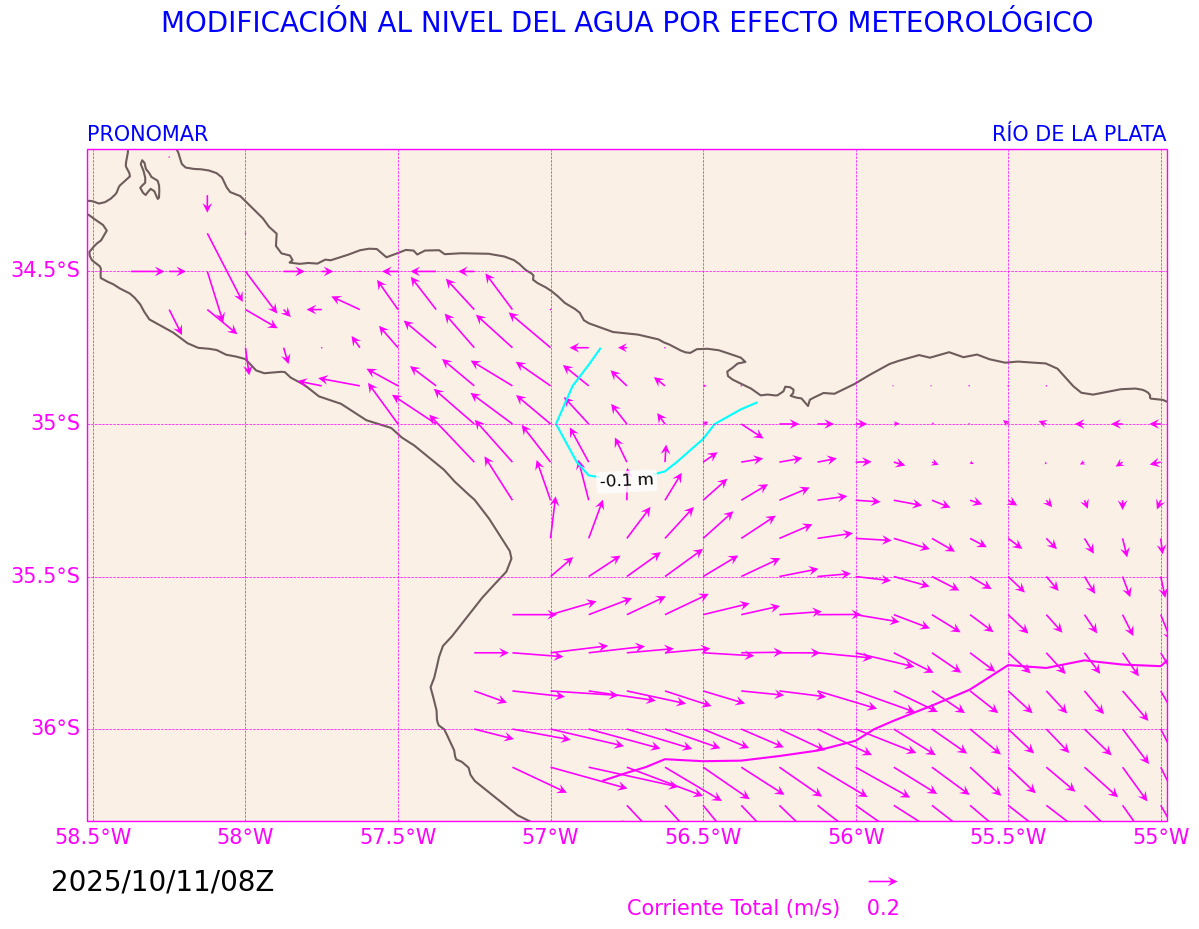 MODIFICACIÓN AL NIVEL DEL AGUA POR EFECTO METEOROLÓGICO
PRONOMAR
RÍO DE LA PLATA
34.5°S
35°S
-0.1 m
35.5°S
36°S
58.5°W 58°W 57.5°W 57°W 56.5°W 56°W 55.5°W 55°W
2025/10/11/08Z
Corriente Total (m/s) 0.2